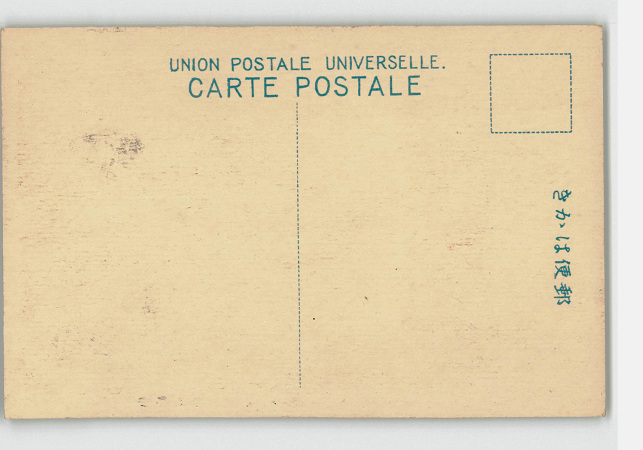 UNION POSTALE UNIVERSELLE.
CARTE POSTALE
郵便はかき